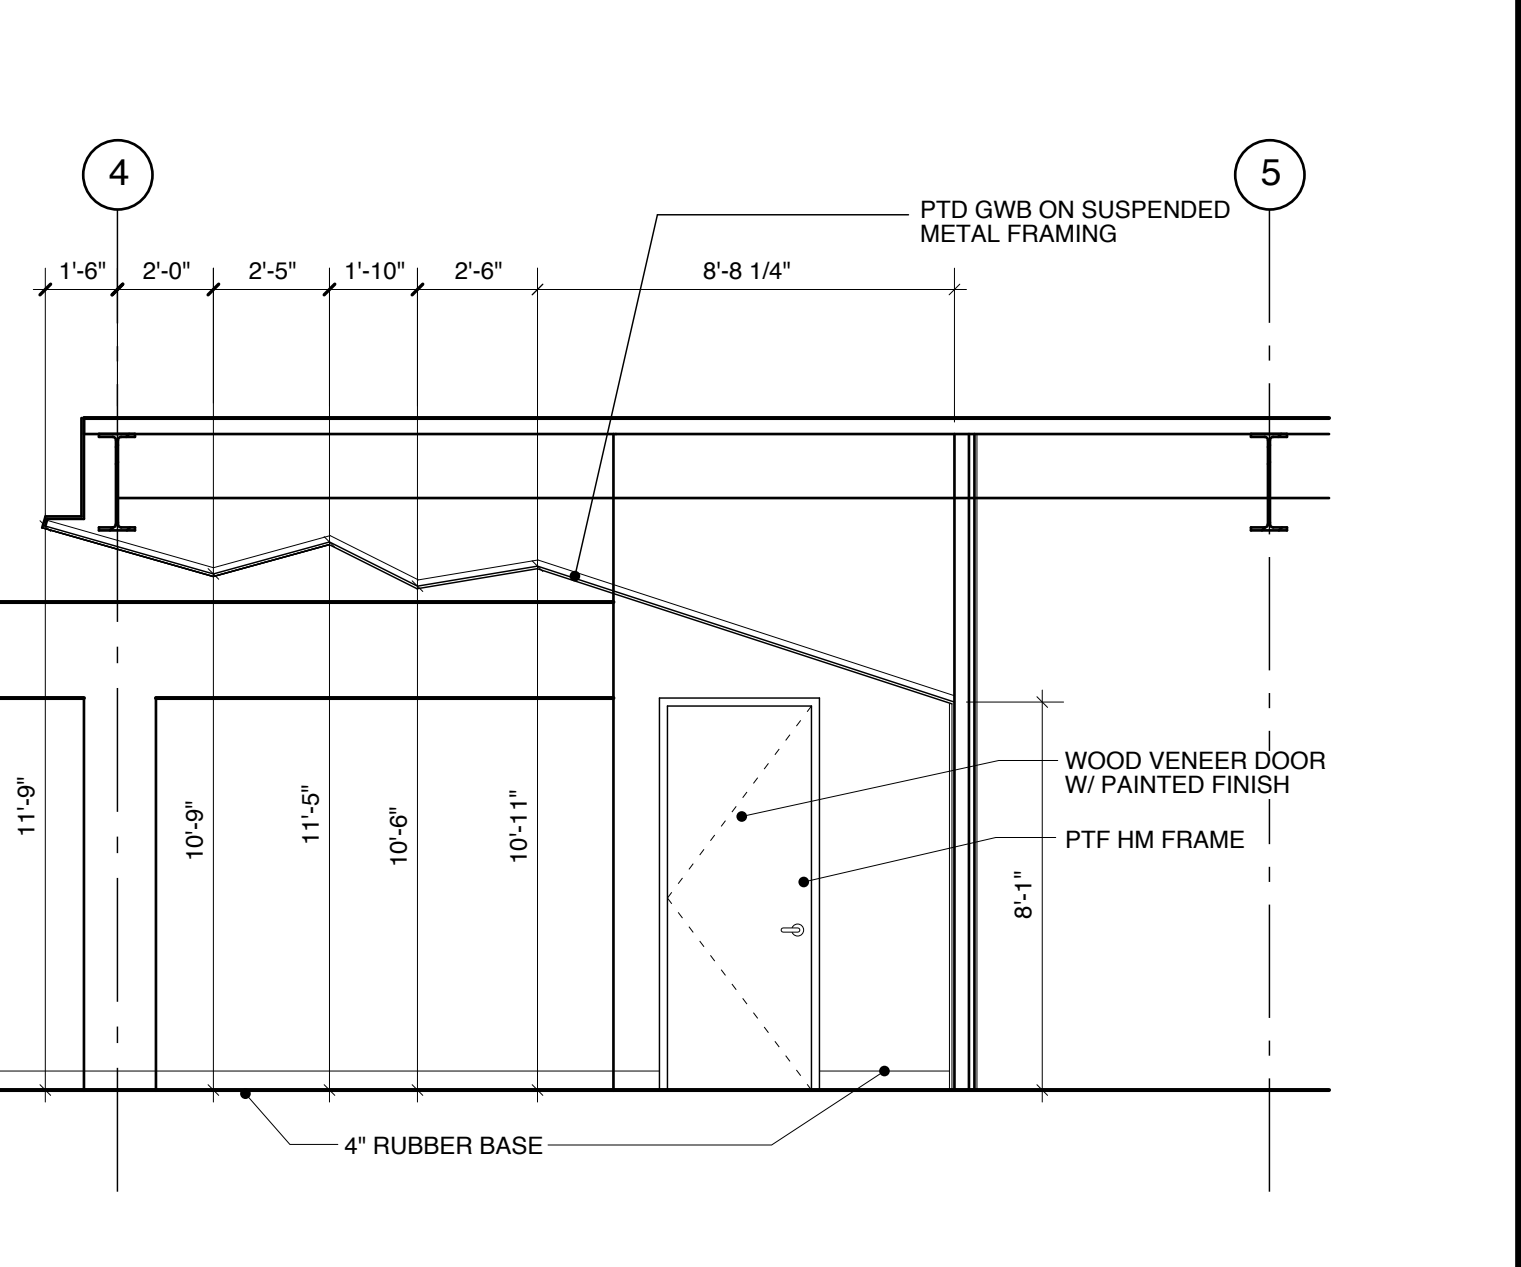 4
5
PTD GWB ON SUSPENDED
METAL FRAMING
1'-6"
2'-0"
2'-5"
1'-10"
2'-6"
8'-8 1/4"
11'-9"
10'-9"
11'-5"
10'-6"
10'-11"
WOOD VENEER DOOR
W/ PAINTED FINISH
PTF HM FRAME
8'-1"
4" RUBBER BASE